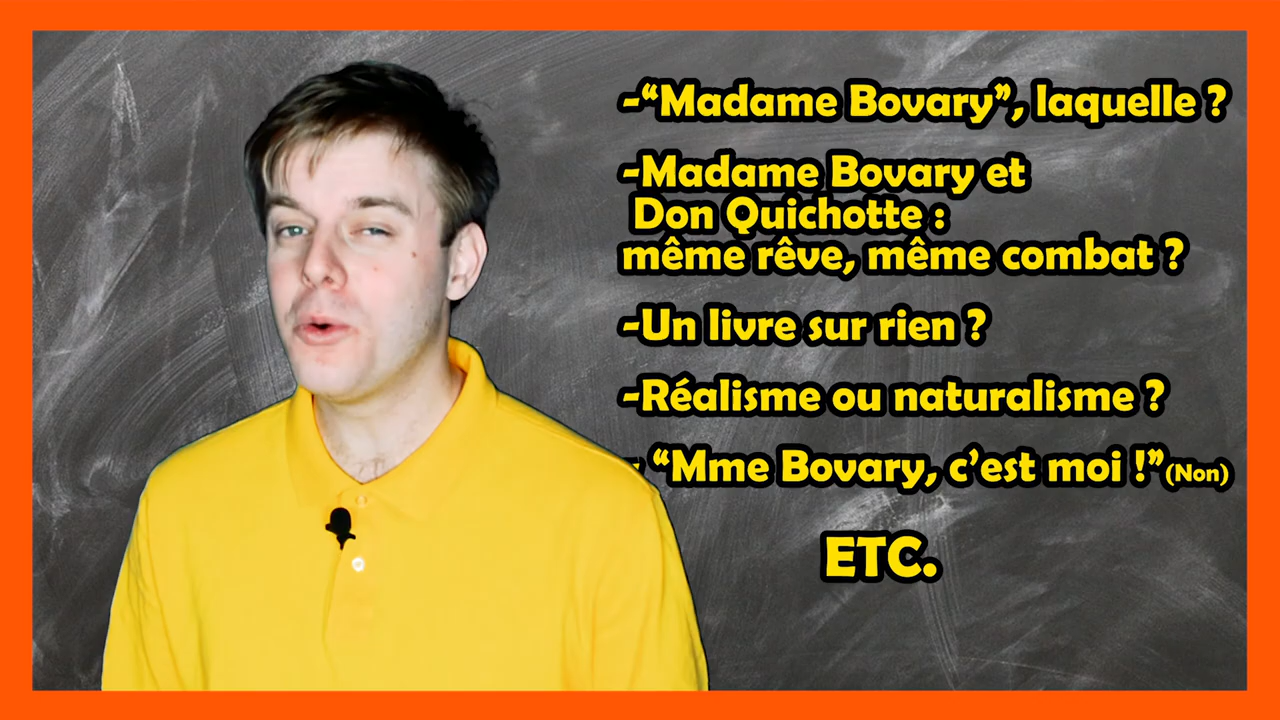 -“Madame Bovary”, laquelle ?
-Madame Bovary et
Don Quichotte :
même rêve, même combat ?
-Un livre sur rien ?
-Réalisme ou naturalisme ?
- “Mme Bovary, c’est moi !”(Non)
ETC.